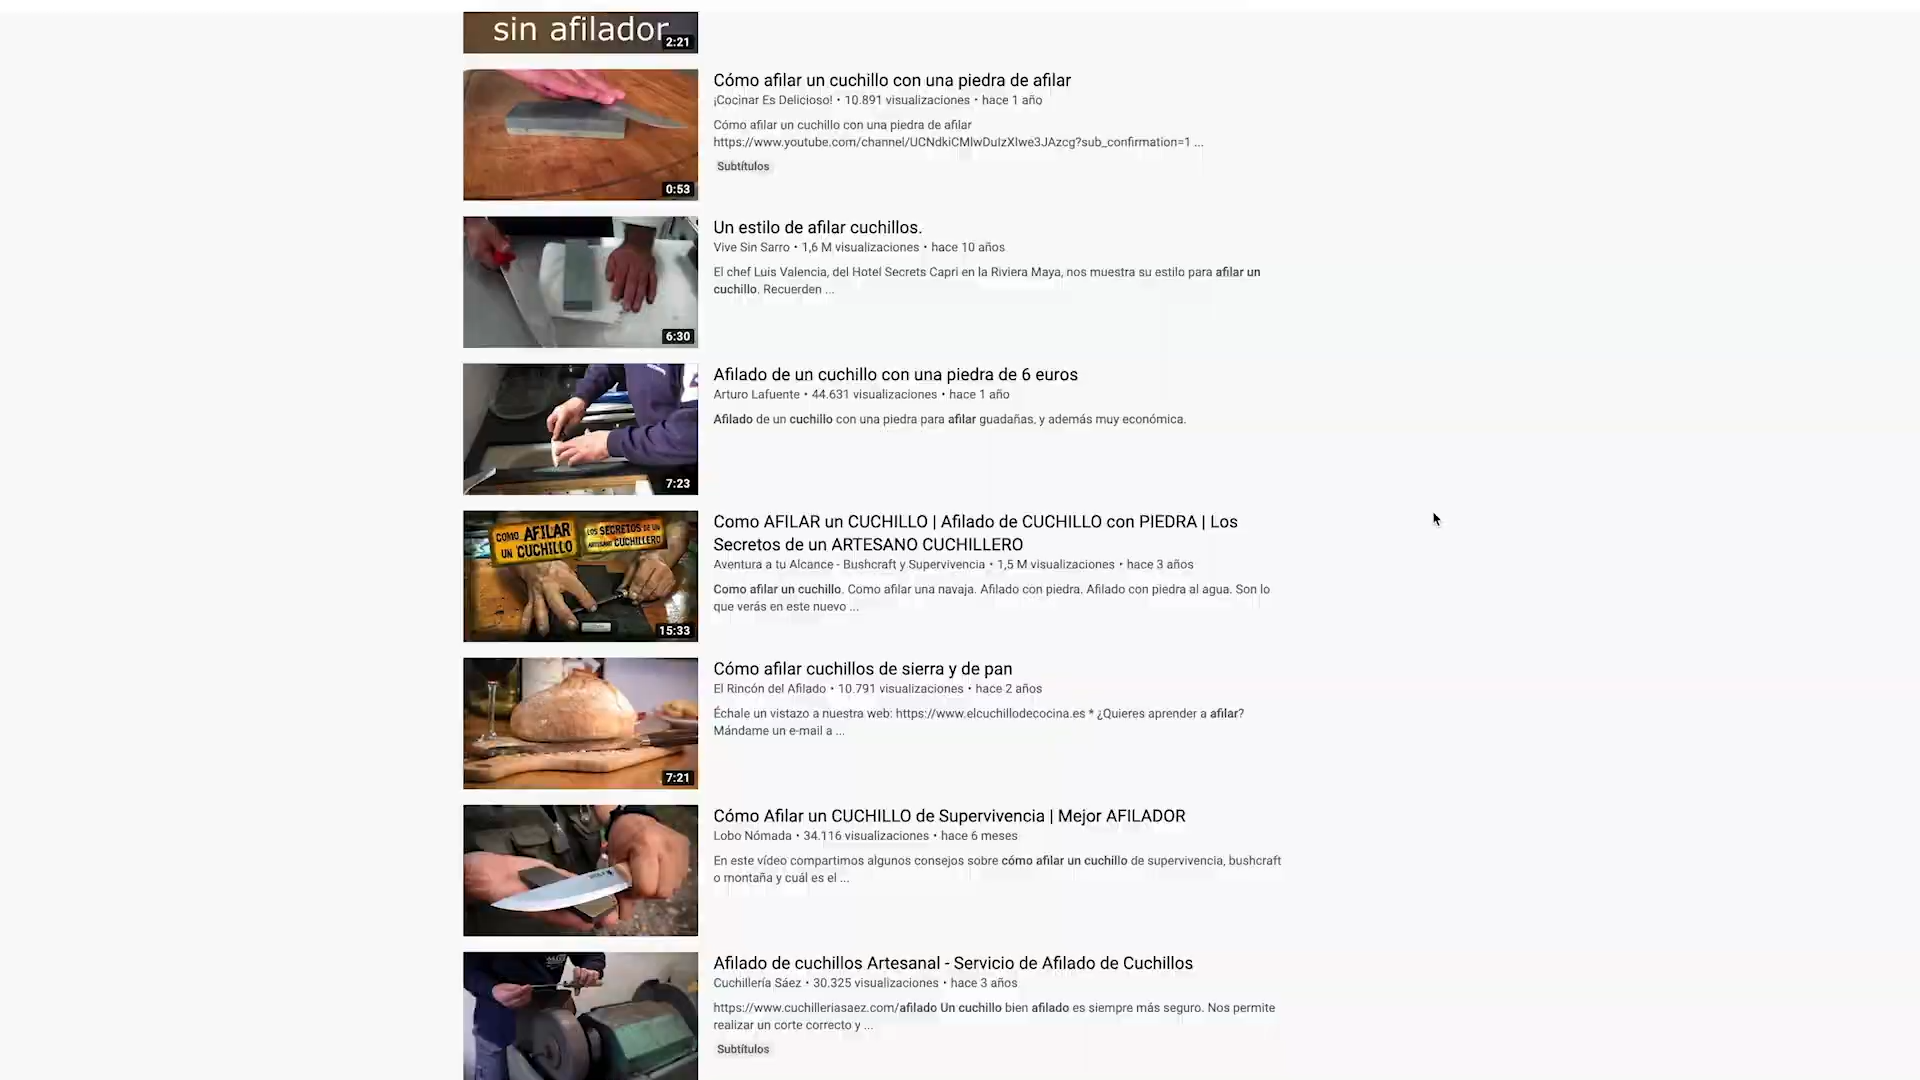 sin afilador
2:21
Cómo afilar un cuchillo con una piedra de afilar
¡Cocinar Es Delicioso! • 10.891 visualizaciones • hace 1 año
Cómo afilar un cuchillo con una piedra de afilar
https://www.youtube.com/channel/UCNdkiCMlwDuIzXlwe3JAzcg?sub_confirmation=1 ...
Subtítulos
0:53
Un estilo de afilar cuchillos.
Vive Sin Sarro • 1,6 M visualizaciones • hace 10 años
El chef Luis Valencia, del Hotel Secrets Capri en la Riviera Maya, nos muestra su estilo para afilar un
cuchillo. Recuerden ...
6:30
Afilado de un cuchillo con una piedra de 6 euros
Arturo Lafuente • 44.631 visualizaciones • hace 1 año
Afilado de un cuchillo con una piedra para afilar guadañas, y además muy económica.
7:23
COMO AFILAR
UN CUCHILLO
LOS SECRETOS DE UN
ARTESANO CUCHILLERO
15:33
Como AFILAR un CUCHILLO | Afilado de CUCHILLO con PIEDRA | Los
Secretos de un ARTESANO CUCHILLERO
Aventura a tu Alcance - Bushcraft y Supervivencia • 1,5 M visualizaciones • hace 3 años
Como afilar un cuchillo. Como afilar una navaja. Afilado con piedra. Afilado con piedra al agua. Son lo
que verás en este nuevo ...
Cómo afilar cuchillos de sierra y de pan
El Rincón del Afilado • 10.791 visualizaciones • hace 2 años
Échale un vistazo a nuestra web: https://www.elcuchillodecocina.es * ¿Quieres aprender a afilar?
Mándame un e-mail a ...
7:21
Cómo Afilar un CUCHILLO de Supervivencia | Mejor AFILADOR
Lobo Nómada • 34.116 visualizaciones • hace 6 meses
En este vídeo compartimos algunos consejos sobre cómo afilar un cuchillo de supervivencia, bushcraft
o montaña y cuál es el ...
Afilado de cuchillos Artesanal - Servicio de Afilado de Cuchillos
Cuchillería Sáez • 30.325 visualizaciones • hace 3 años
https://www.cuchilleriasaez.com/afilado Un cuchillo bien afilado es siempre más seguro. Nos permite
realizar un corte correcto y ...
Subtítulos